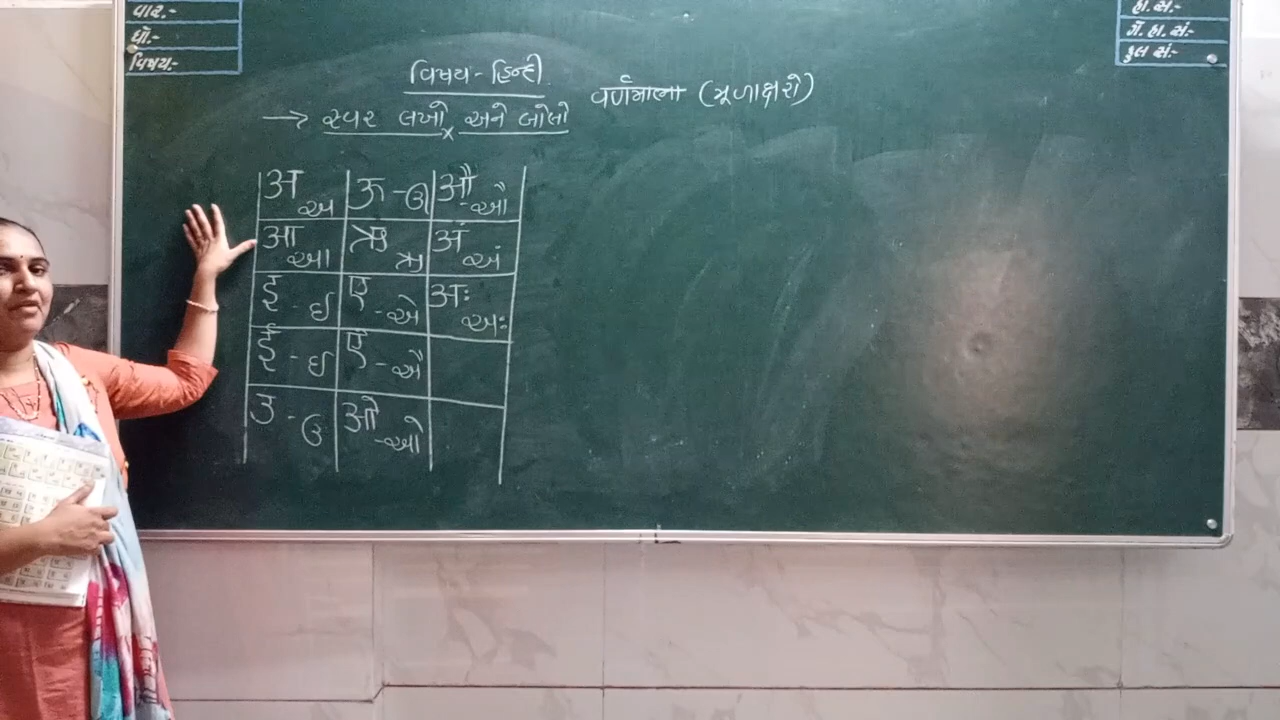 વાર:-
ધો.-
વિષય:-
હા. સં.-
ગે. હા. સં:-
કુલ સં:-
વિષય - હિન્દી
વર્ણમાળા (મૂળાક્ષરો)
→ સ્વર લખો અને બોલો
अ અ ऊ - ઊ औ - ઔ
आ આ ऋ ઋ अं અં
इ - ઈ ए - એ अः અઃ
ई - ઈ ऐ - ઐ
उ - ઉ ओ - ઓ